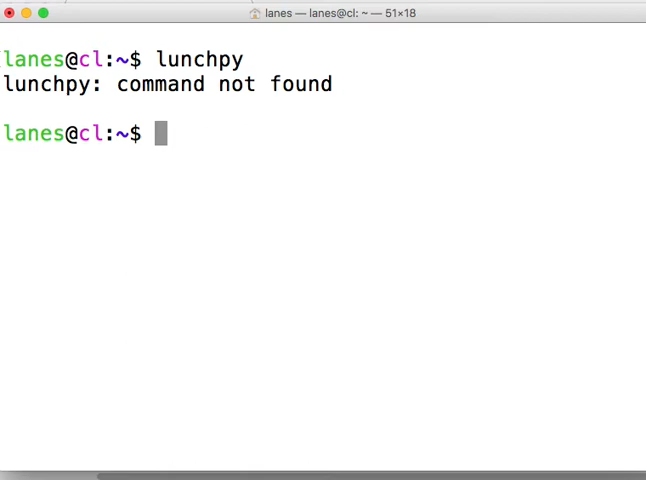 lanes — lanes@cl: ~ — 51×18
lanes@cl:~$ lunchpy
lunchpy: command not found
lanes@cl:~$